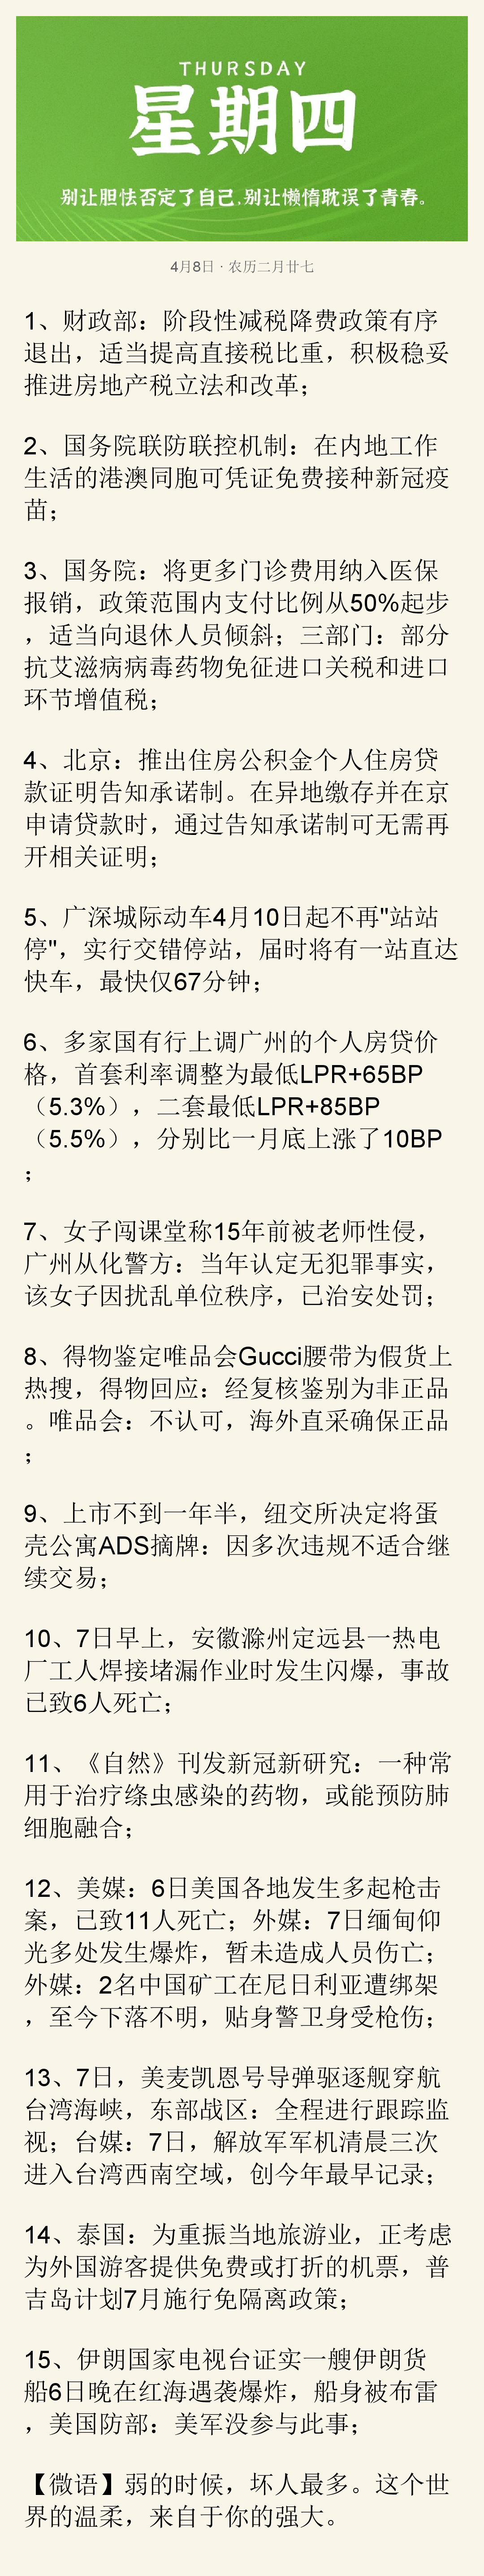 THURSDAY
星期四
别让胆怯否定了自己,别让懒惰耽误了青春。
4月8日 · 农历二月廿七
1、财政部：阶段性减税降费政策有序
退出，适当提高直接税比重，积极稳妥
推进房地产税立法和改革；
2、国务院联防联控机制：在内地工作
生活的港澳同胞可凭证免费接种新冠疫
苗；
3、国务院：将更多门诊费用纳入医保
报销，政策范围内支付比例从50%起步
，适当向退休人员倾斜；三部门：部分
抗艾滋病病毒药物免征进口关税和进口
环节增值税；
4、北京：推出住房公积金个人住房贷
款证明告知承诺制。在异地缴存并在京
申请贷款时，通过告知承诺制可无需再
开相关证明；
5、广深城际动车4月10日起不再"站站
停"，实行交错停站，届时将有一站直达
快车，最快仅67分钟；
6、多家国有行上调广州的个人房贷价
格，首套利率调整为最低LPR+65BP
（5.3%），二套最低LPR+85BP
（5.5%），分别比一月底上涨了10BP
；
7、女子闯课堂称15年前被老师性侵，
广州从化警方：当年认定无犯罪事实，
该女子因扰乱单位秩序，已治安处罚；
8、得物鉴定唯品会Gucci腰带为假货上
热搜，得物回应：经复核鉴别为非正品
。唯品会：不认可，海外直采确保正品
；
9、上市不到一年半，纽交所决定将蛋
壳公寓ADS摘牌：因多次违规不适合继
续交易；
10、7日早上，安徽滁州定远县一热电
厂工人焊接堵漏作业时发生闪爆，事故
已致6人死亡；
11、《自然》刊发新冠新研究：一种常
用于治疗绦虫感染的药物，或能预防肺
细胞融合；
12、美媒：6日美国各地发生多起枪击
案，已致11人死亡；外媒：7日缅甸仰
光多处发生爆炸，暂未造成人员伤亡；
外媒：2名中国矿工在尼日利亚遭绑架
，至今下落不明，贴身警卫身受枪伤；
13、7日，美麦凯恩号导弹驱逐舰穿航
台湾海峡，东部战区：全程进行跟踪监
视；台媒：7日，解放军军机清晨三次
进入台湾西南空域，创今年最早记录；
14、泰国：为重振当地旅游业，正考虑
为外国游客提供免费或打折的机票，普
吉岛计划7月施行免隔离政策；
15、伊朗国家电视台证实一艘伊朗货
船6日晚在红海遇袭爆炸，船身被布雷
，美国防部：美军没参与此事；
【微语】弱的时候，坏人最多。这个世
界的温柔，来自于你的强大。